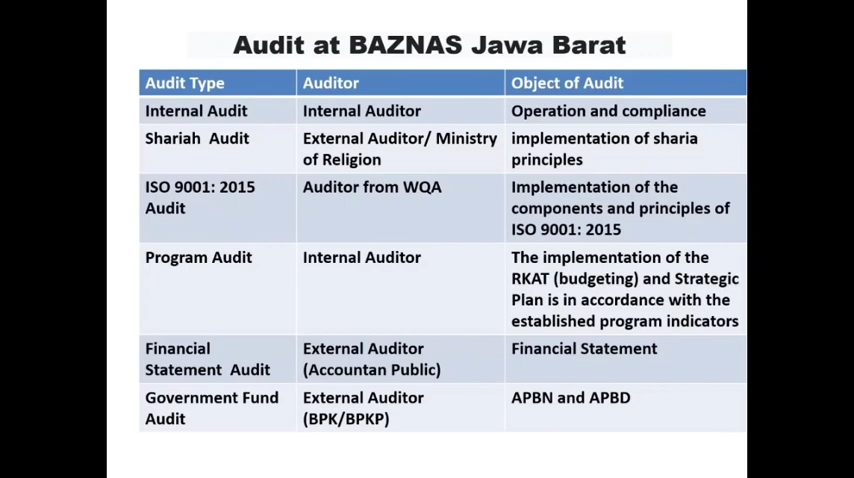 Audit at BAZNAS Jawa Barat
Audit Type Auditor Object of Audit
Internal Audit Internal Auditor Operation and compliance
Shariah Audit External Auditor/ Ministry of Religion implementation of sharia principles
ISO 9001: 2015 Audit Auditor from WQA Implementation of the components and principles of ISO 9001: 2015
Program Audit Internal Auditor The implementation of the RKAT (budgeting) and Strategic Plan is in accordance with the established program indicators
Financial Statement Audit External Auditor (Accountan Public) Financial Statement
Government Fund Audit External Auditor (BPK/BPKP) APBN and APBD